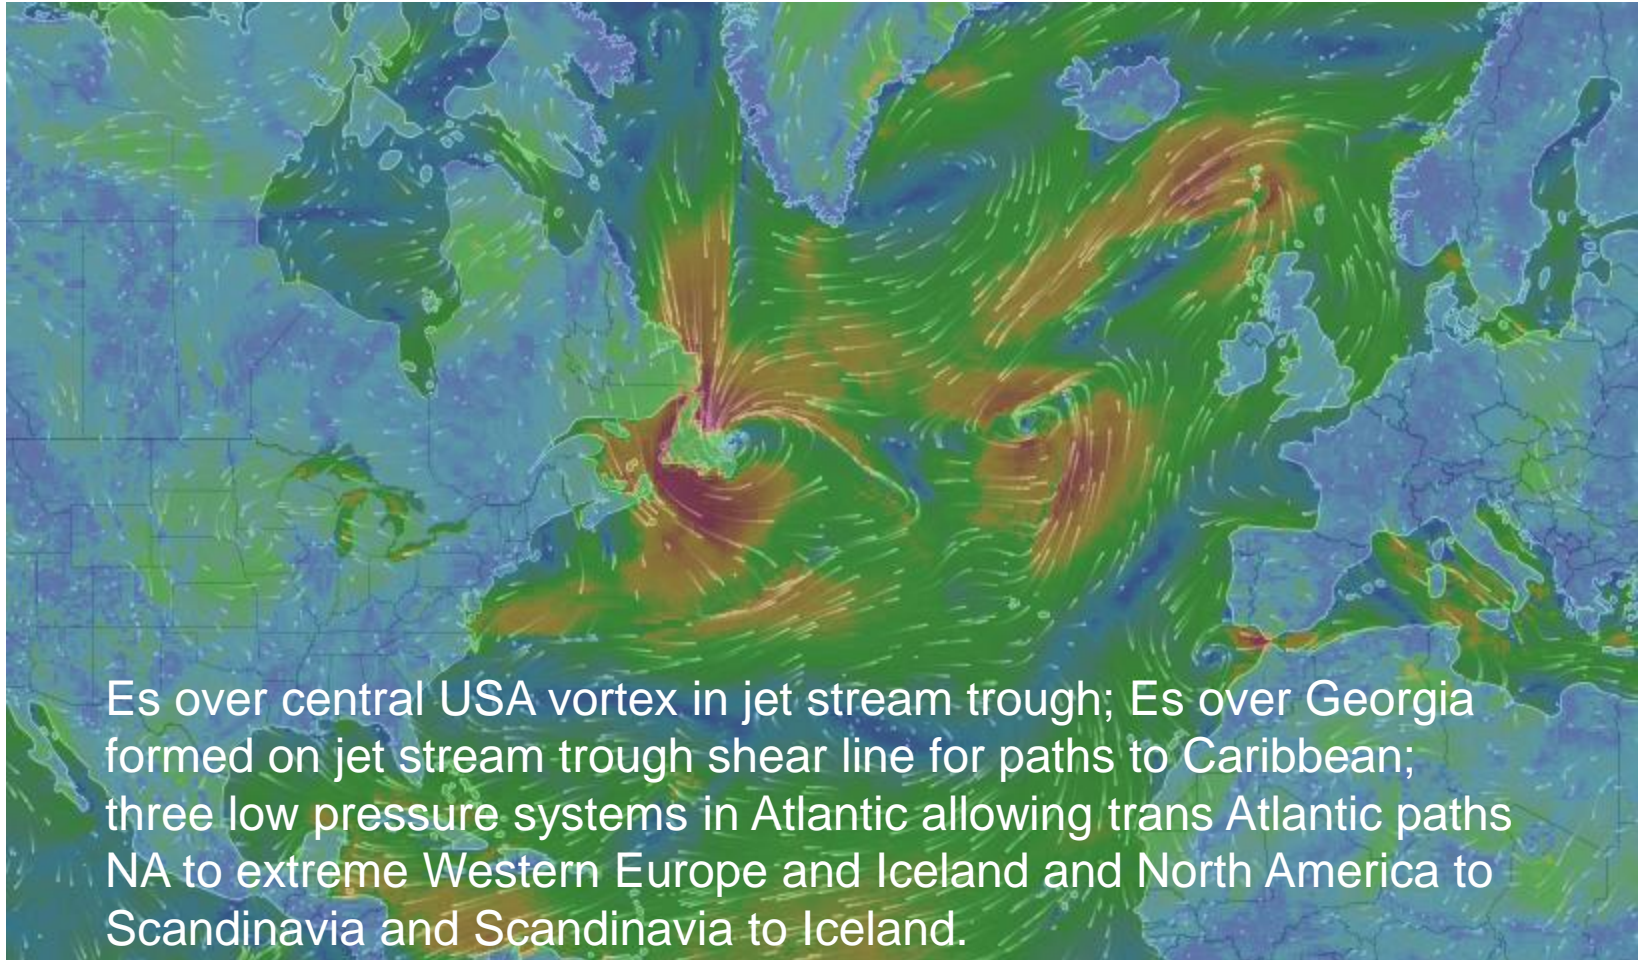 Es over central USA vortex in jet stream trough; Es over Georgia
formed on jet stream trough shear line for paths to Caribbean;
three low pressure systems in Atlantic allowing trans Atlantic paths
NA to extreme Western Europe and Iceland and North America to
Scandinavia and Scandinavia to Iceland.